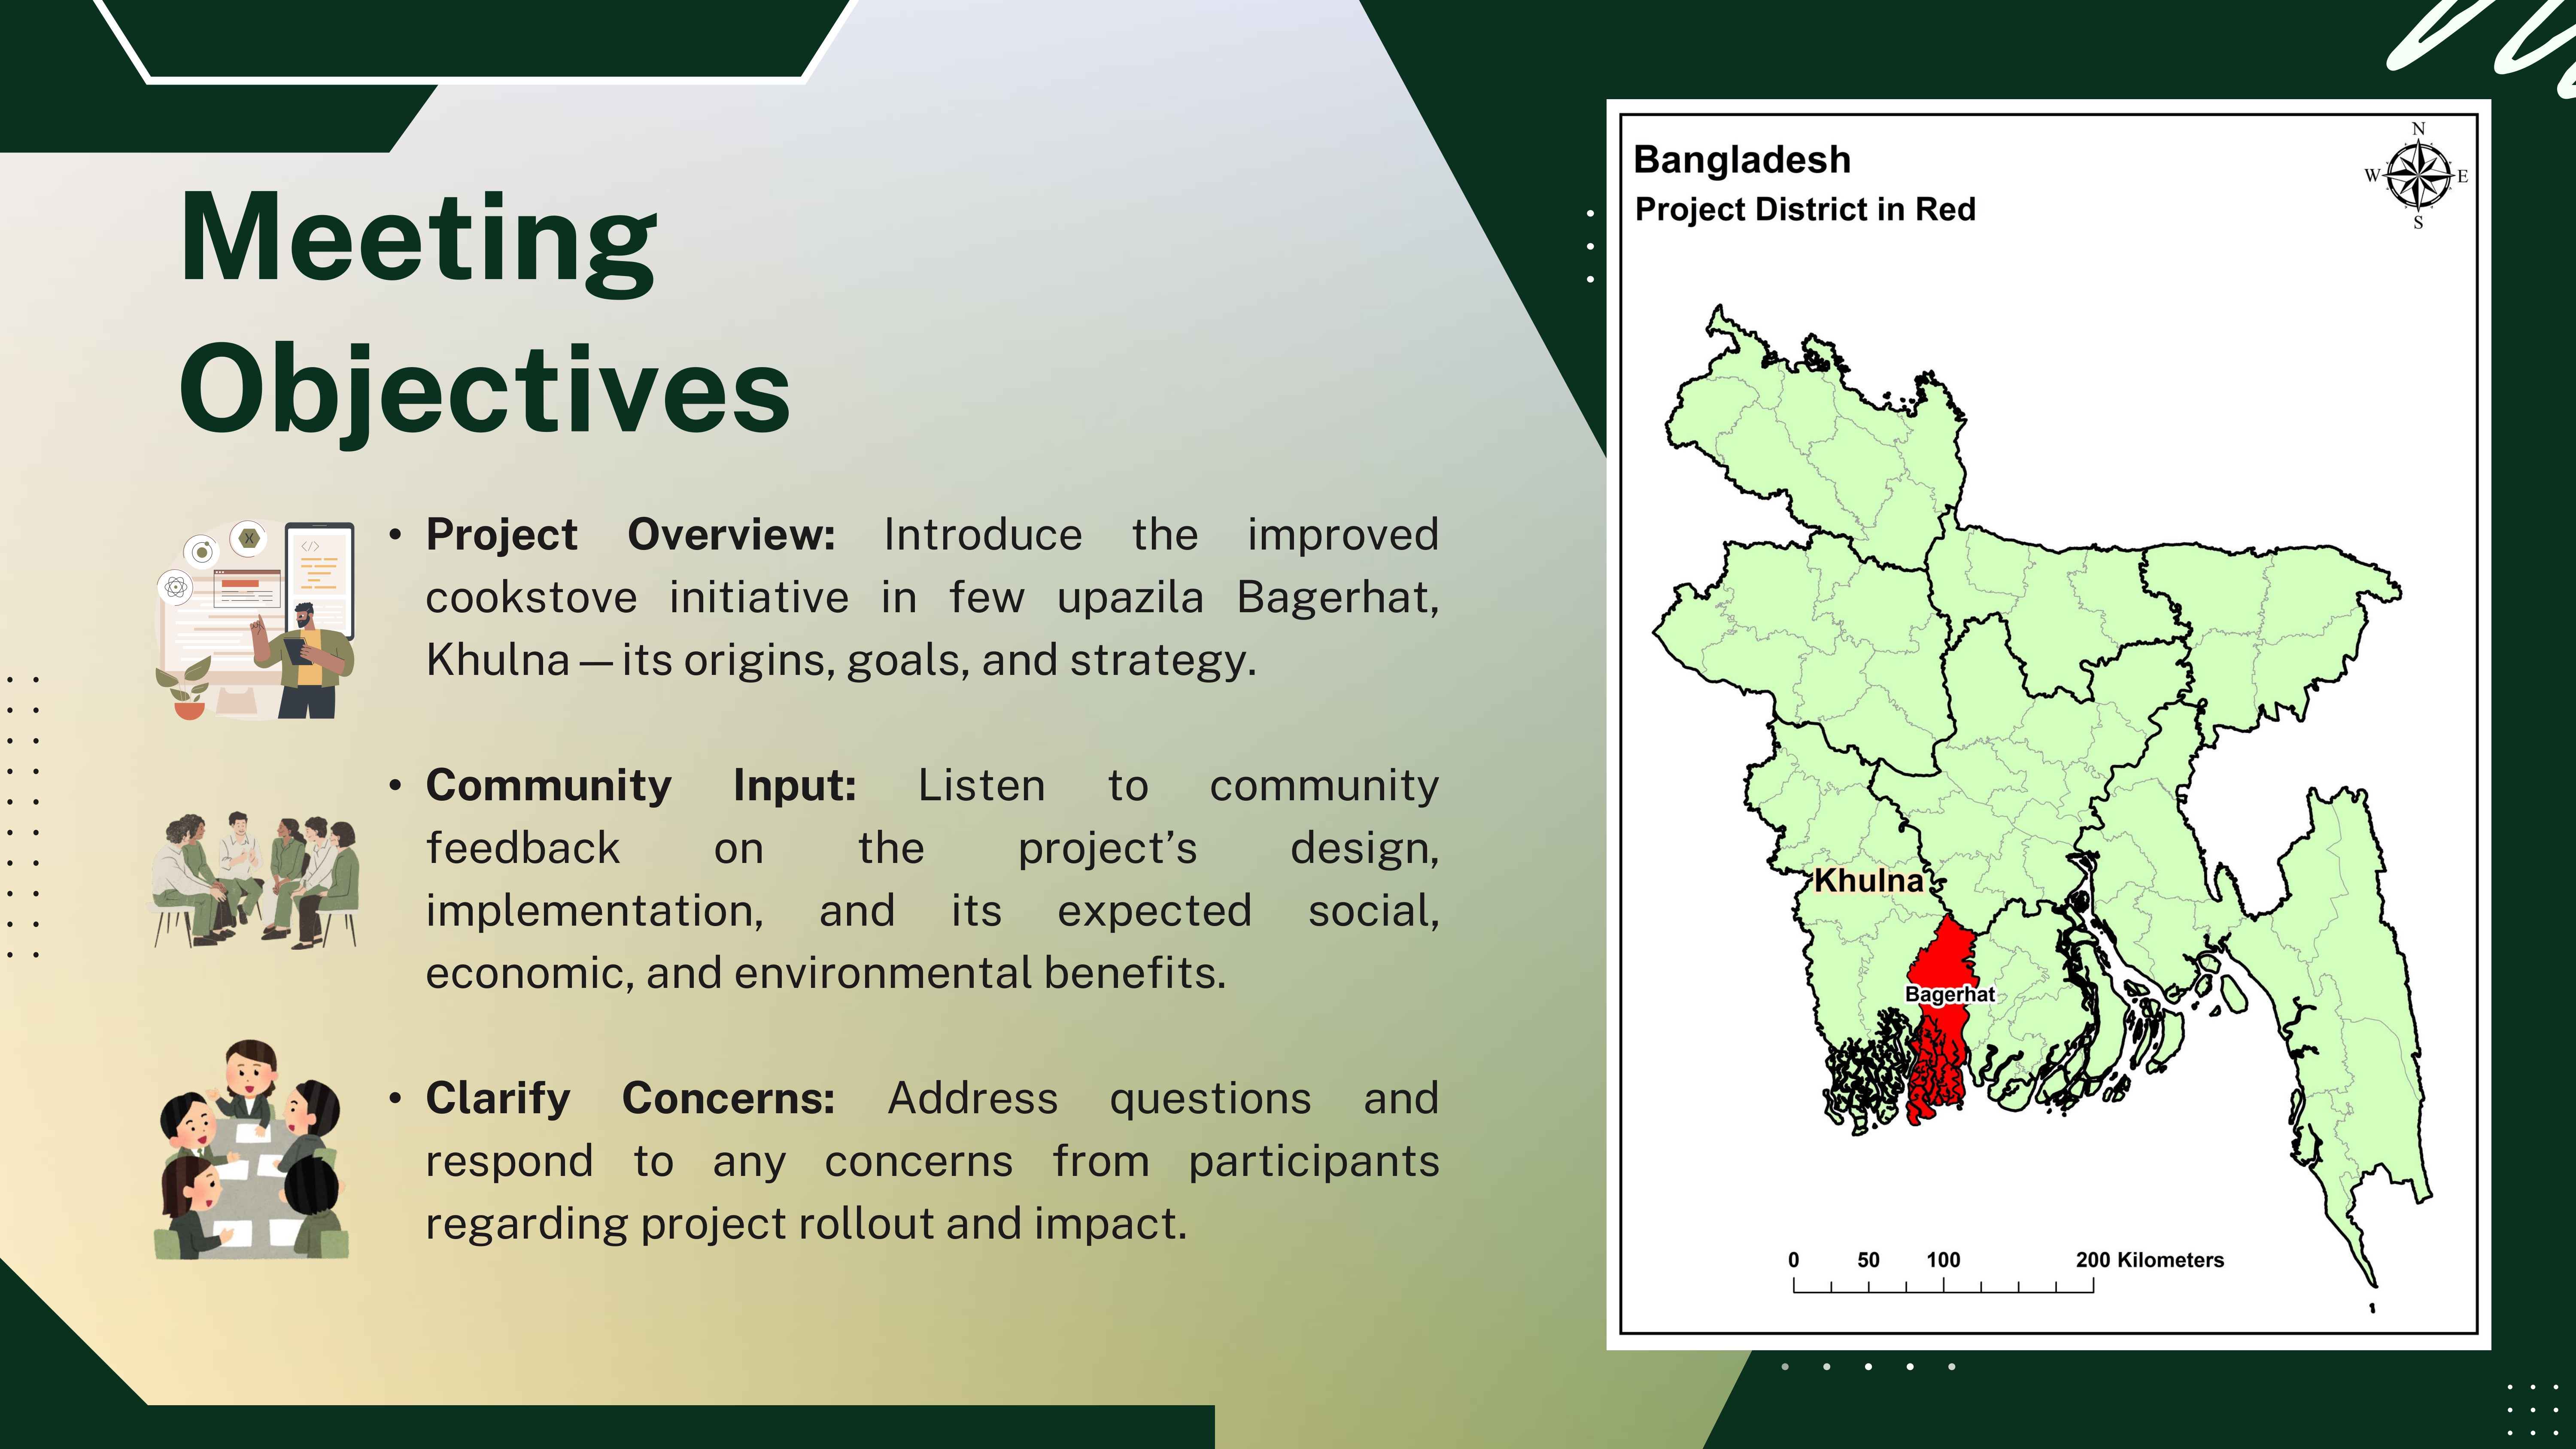 Meeting
Objectives
• Project Overview: Introduce the improved
cookstove initiative in few upazila Bagerhat,
Khulna — its origins, goals, and strategy.
• Community Input: Listen to community
feedback on the project’s design,
implementation, and its expected social,
economic, and environmental benefits.
• Clarify Concerns: Address questions and
respond to any concerns from participants
regarding project rollout and impact.
Bangladesh
Project District in Red
N
W E
S
Khulna
Bagerhat
0 50 100 200 Kilometers